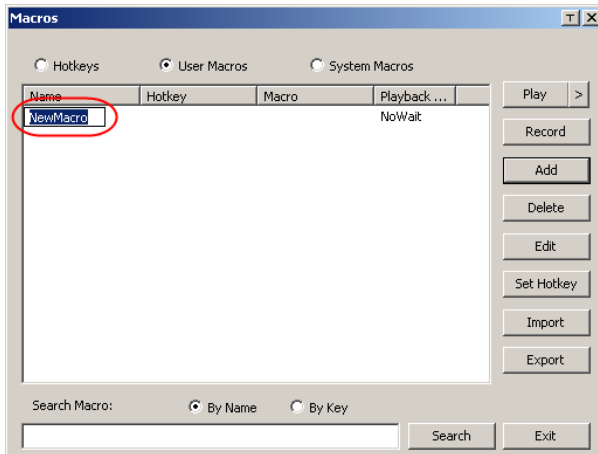 Macros
T X
Hotkeys User Macros System Macros
Name Hotkey Macro Playback ...
NewMacro NoWait
Play >
Record
Add
Delete
Edit
Set Hotkey
Import
Export
Search Macro: By Name By Key
Search Exit